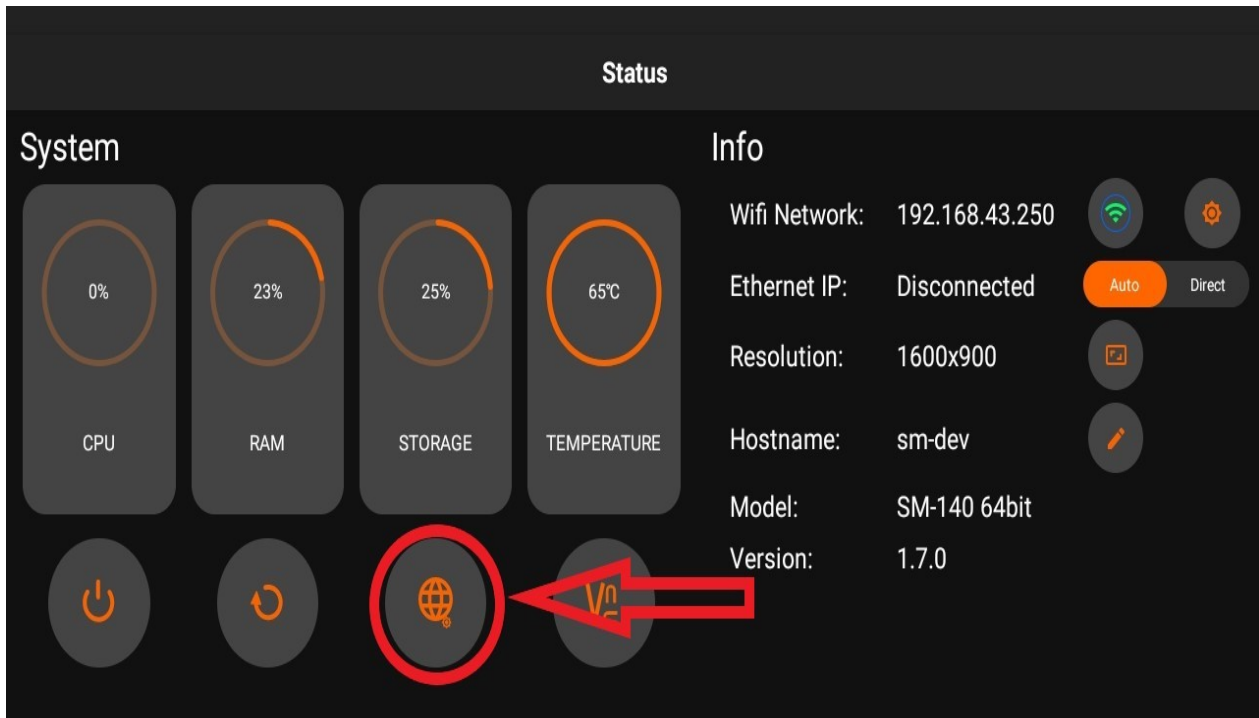 Status
System
0%
CPU
23%
RAM
25%
STORAGE
65°C
TEMPERATURE
Info
Wifi Network: 192.168.43.250
Ethernet IP: Disconnected Auto Direct
Resolution: 1600x900
Hostname: sm-dev
Model: SM-140 64bit
Version: 1.7.0